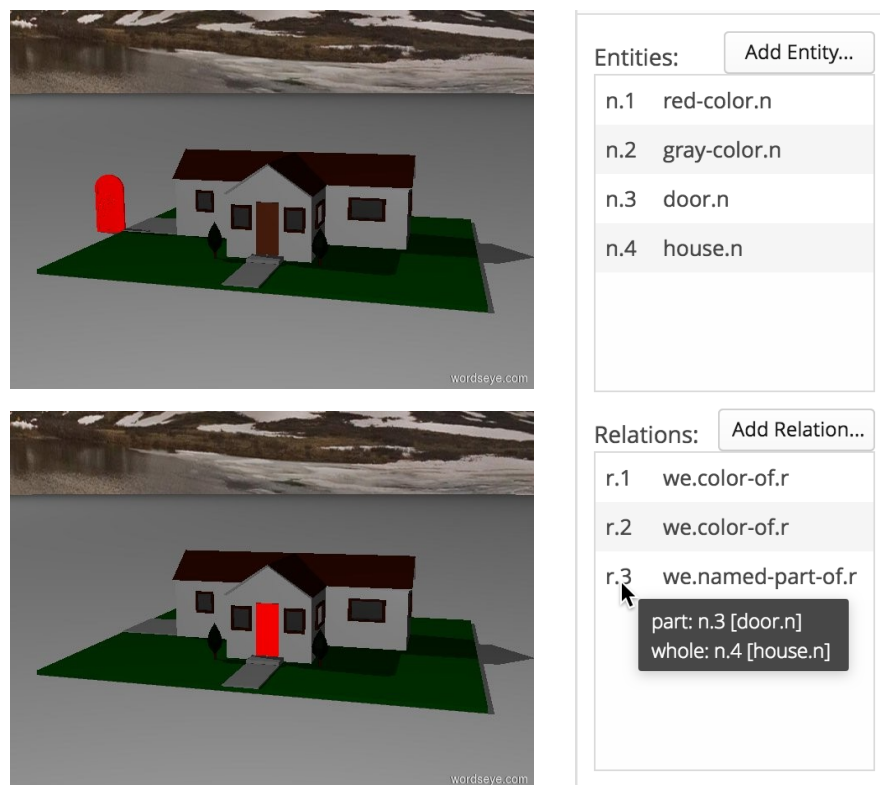 wordseye.com
wordseye.com
Entities:
Add Entity...
n.1 red-color.n
n.2 gray-color.n
n.3 door.n
n.4 house.n
Relations:
Add Relation...
r.1 we.color-of.r
r.2 we.color-of.r
r.3 we.named-part-of.r
part: n.3 [door.n]
whole: n.4 [house.n]